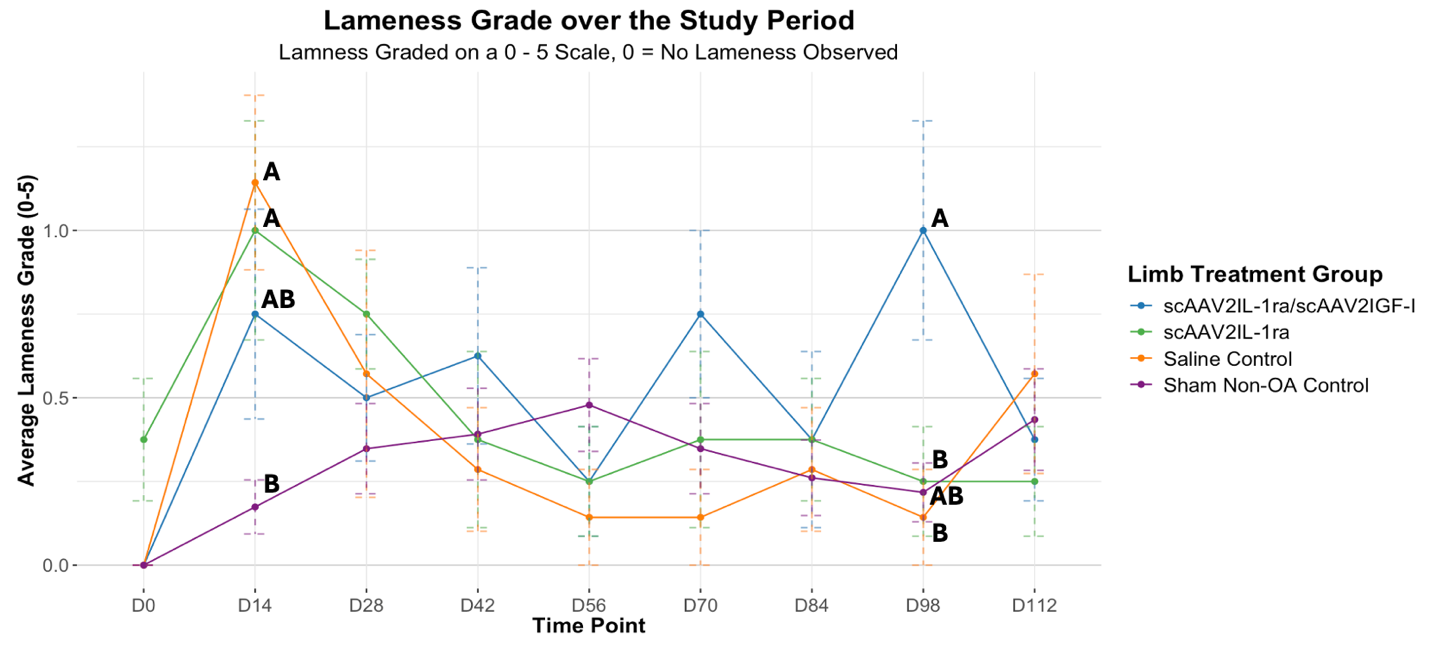 Lameness Grade over the Study Period
Lamness Graded on a 0 - 5 Scale, 0 = No Lameness Observed
Average Lameness Grade (0-5)
1.0
0.5
0.0
A
A
AB
B
A
B
AB
B
D0 D14 D28 D42 D56 D70 D84 D98 D112
Time Point
Limb Treatment Group
scAAV2IL-1ra/scAAV2IGF-I
scAAV2IL-1ra
Saline Control
Sham Non-OA Control